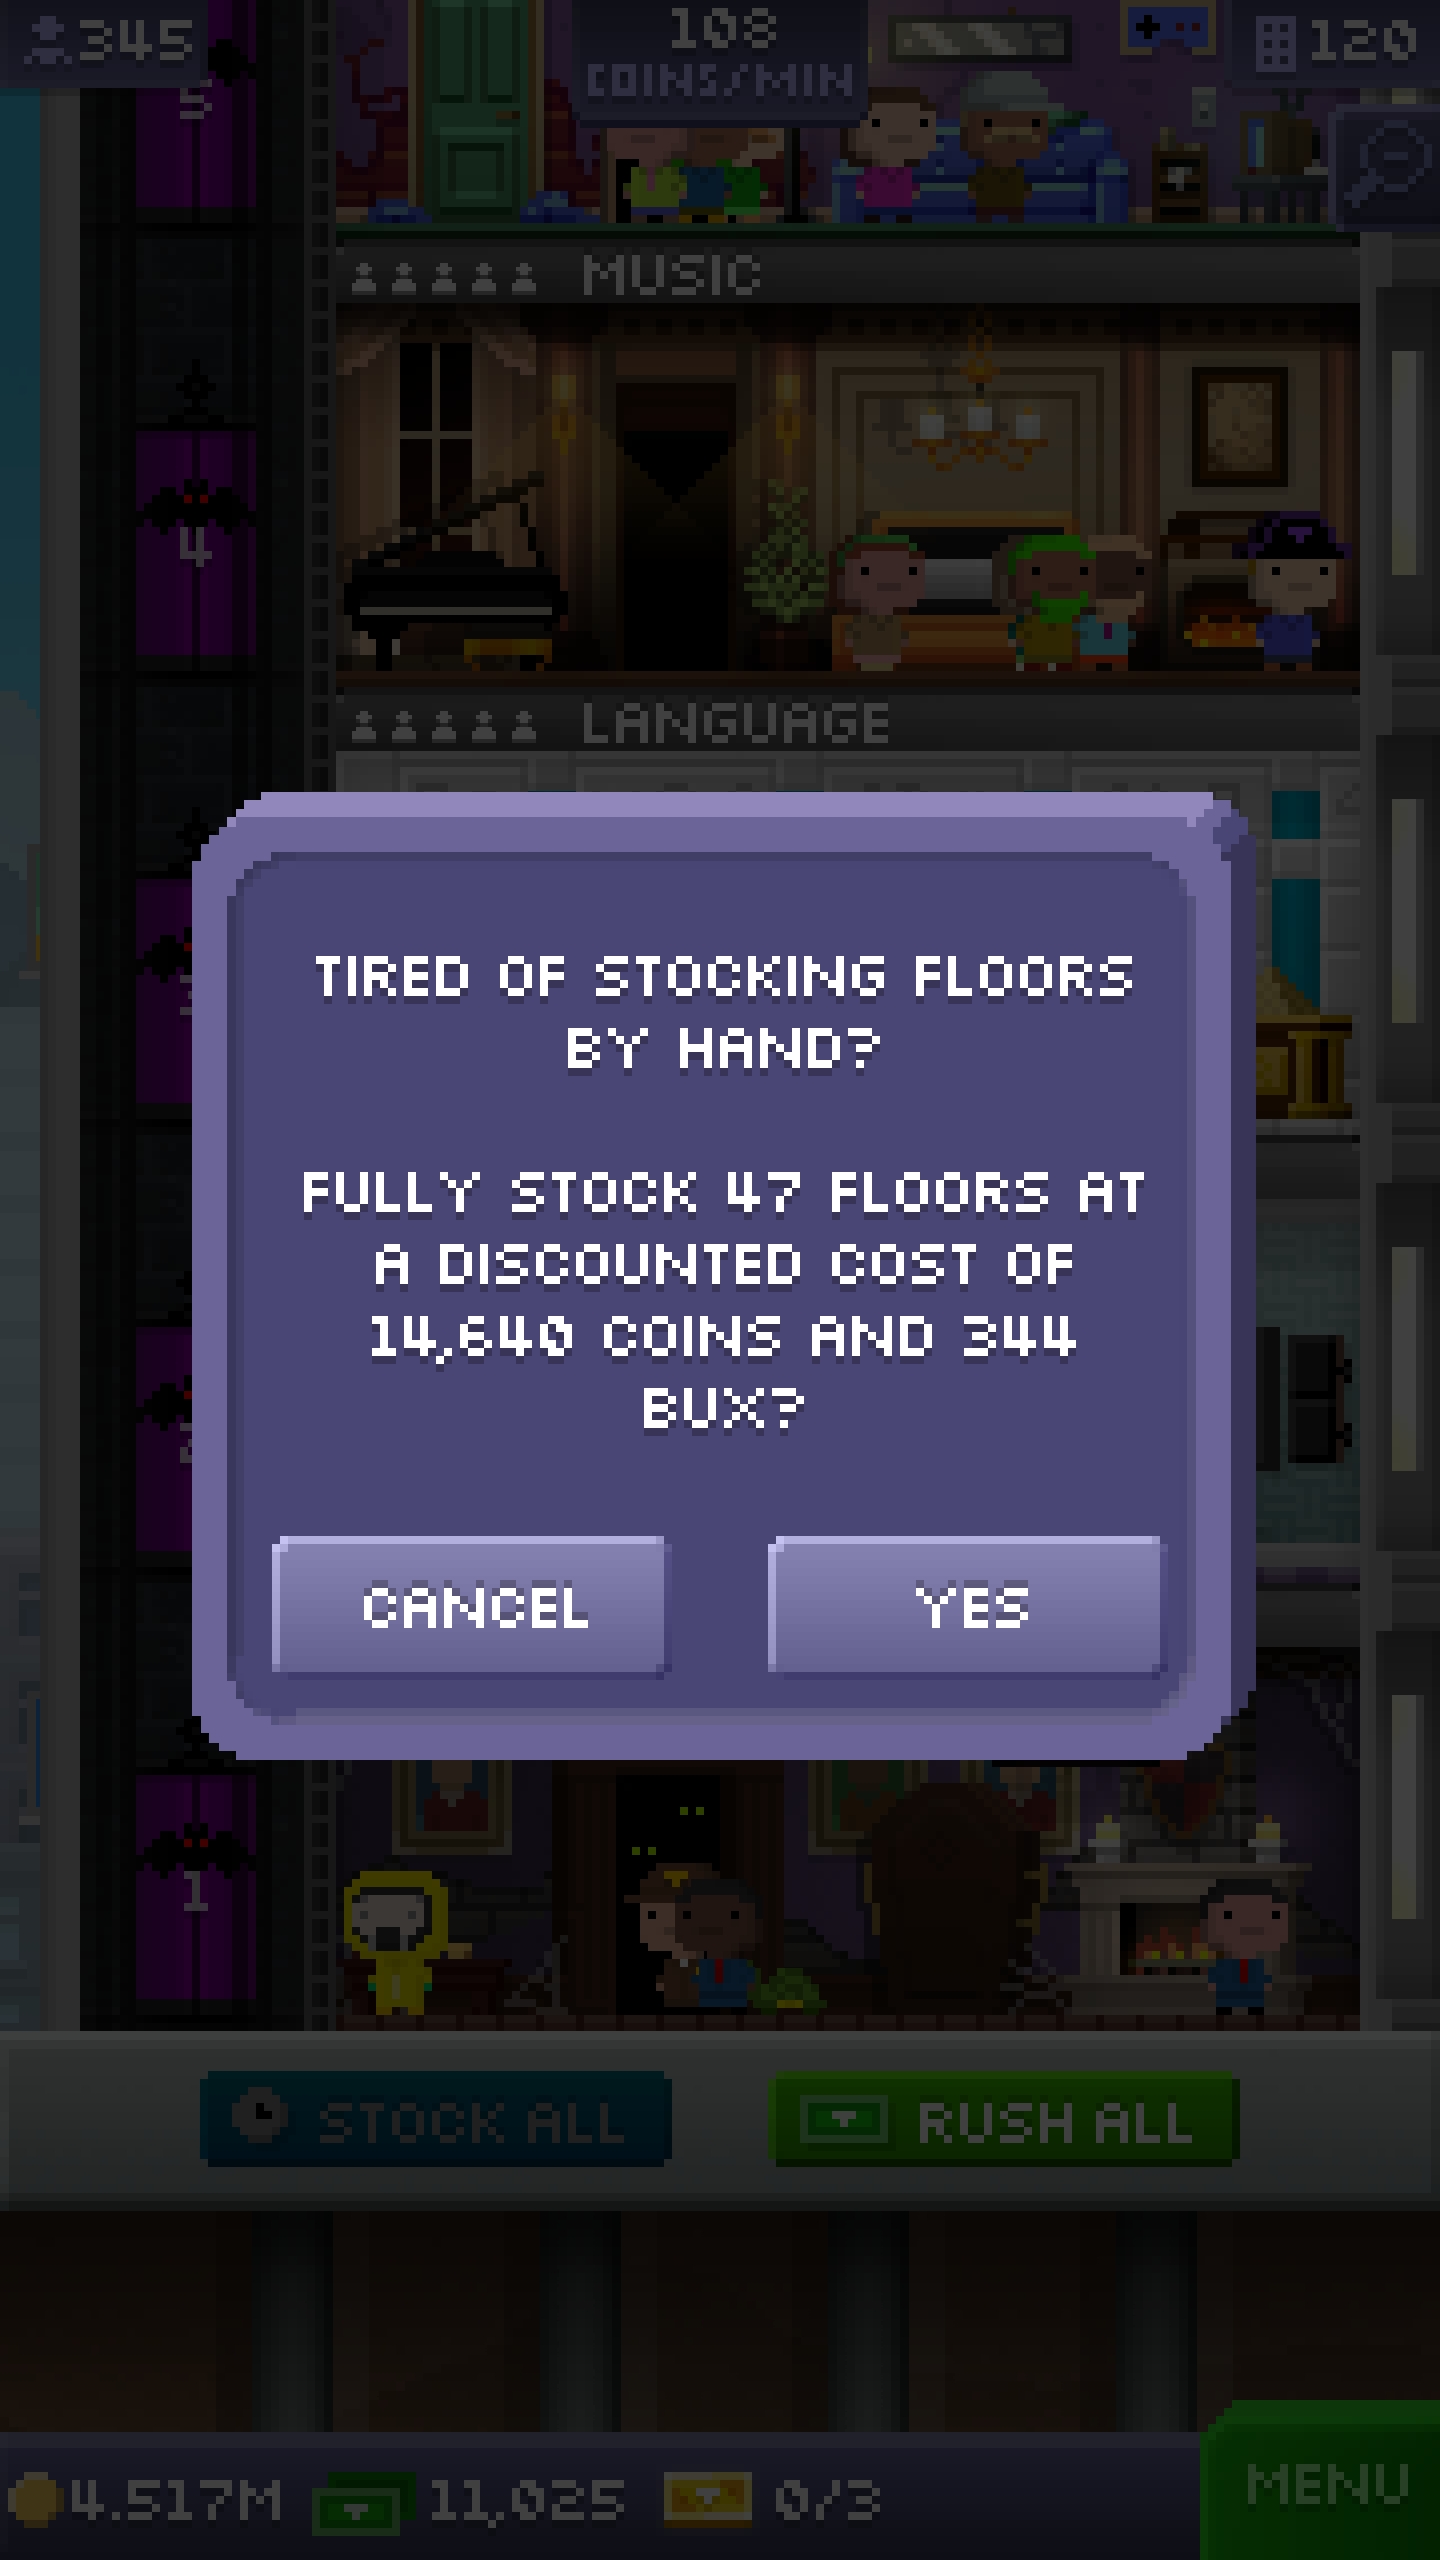 345
108
COINS/MIN
120
5
MUSIC
4
LANGUAGE
TIRED OF STOCKING FLOORS
BY HAND?
FULLY STOCK 47 FLOORS AT
A DISCOUNTED COST OF
14,640 COINS AND 344
BUX?
CANCEL
YES
1
STOCK ALL
RUSH ALL
4.517M
11,025
0/3
MENU